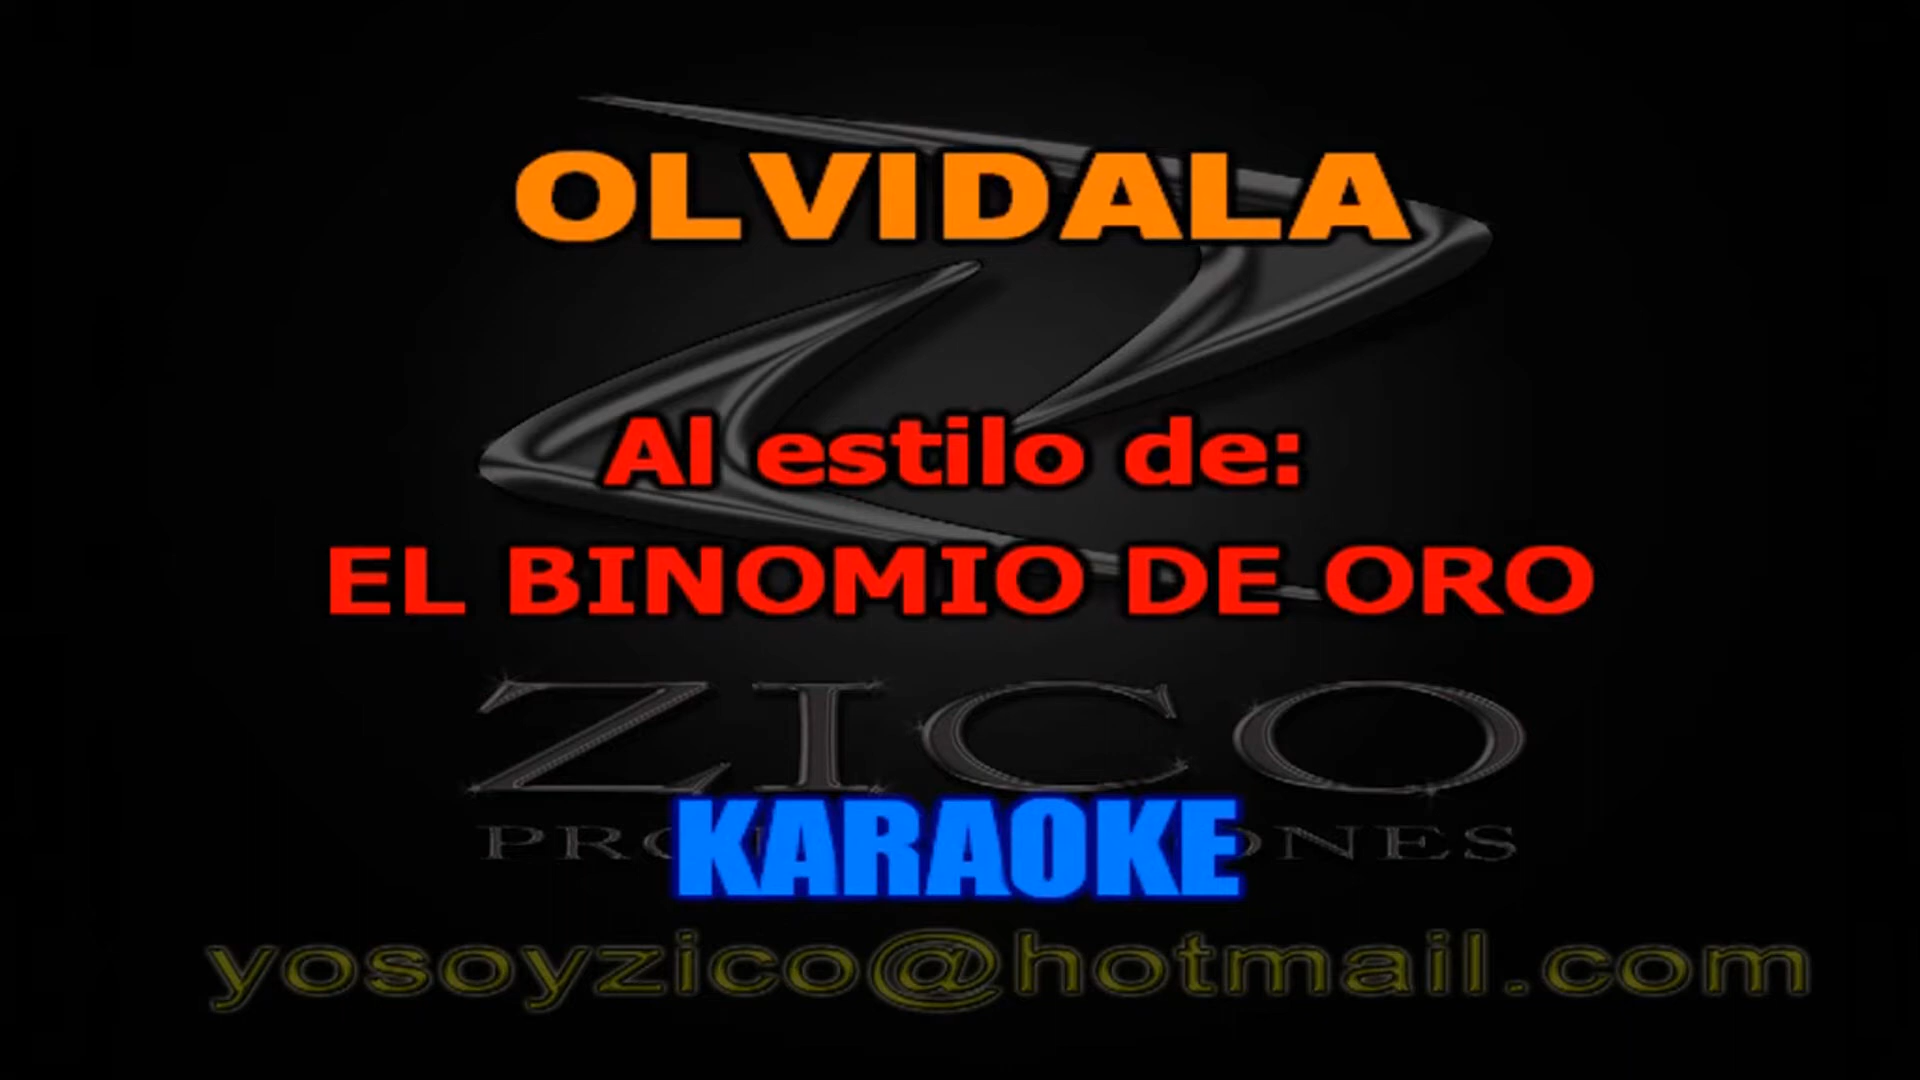 OLVIDALA
Al estilo de:
EL BINOMIO DE ORO
ZICO
KARAOKE
yosoyzico@hotmail.com